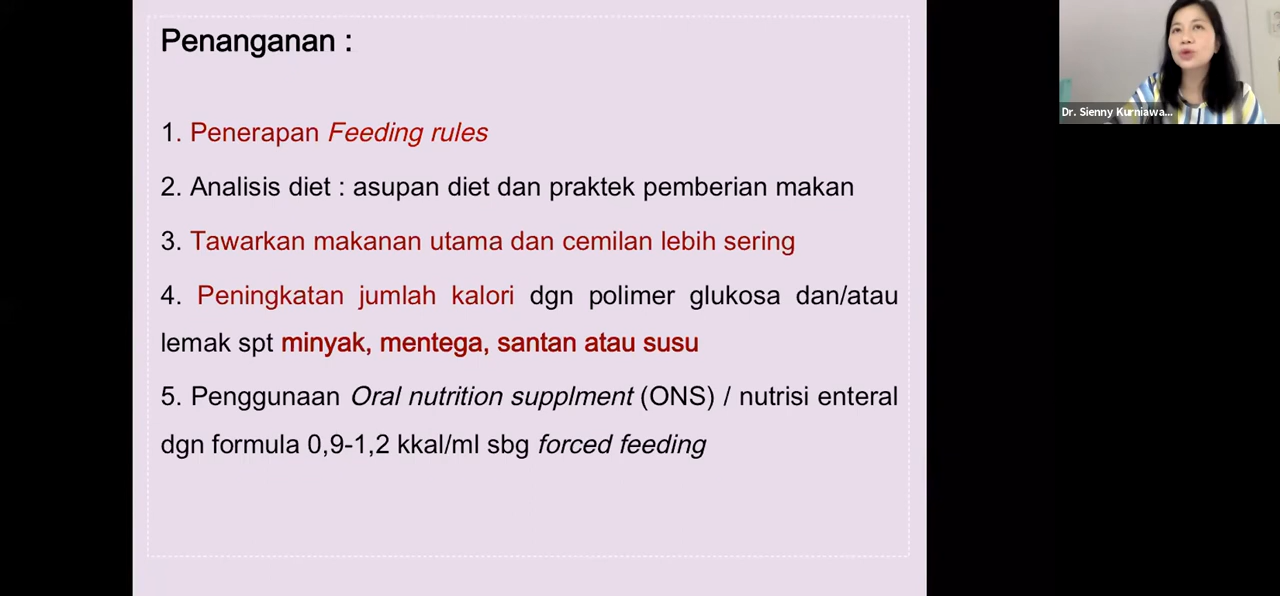 Penanganan :
1. Penerapan Feeding rules
2. Analisis diet : asupan diet dan praktek pemberian makan
3. Tawarkan makanan utama dan cemilan lebih sering
4. Peningkatan jumlah kalori dgn polimer glukosa dan/atau
lemak spt minyak, mentega, santan atau susu
5. Penggunaan Oral nutrition supplment (ONS) / nutrisi enteral
dgn formula 0,9-1,2 kkal/ml sbg forced feeding
Dr. Sienny Kurniawa...